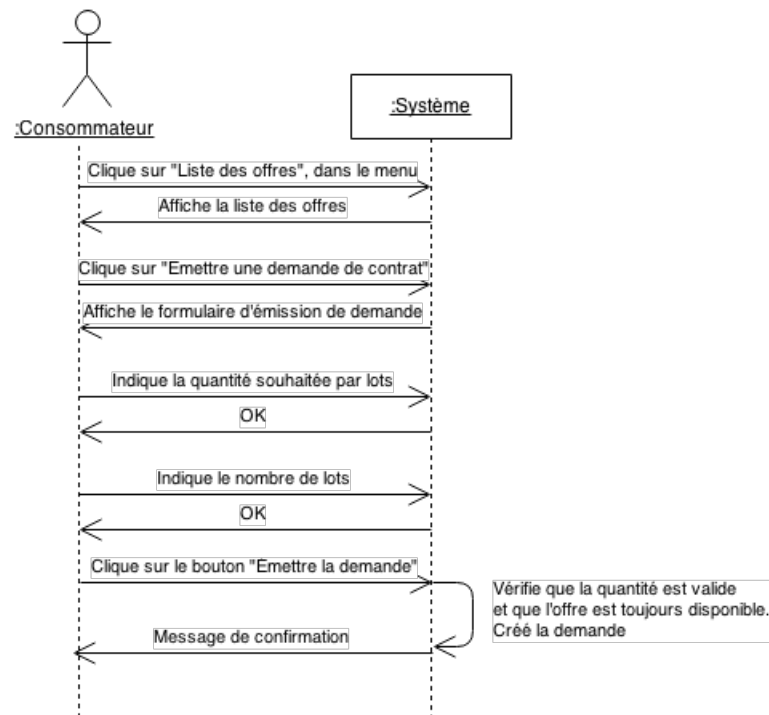 :Consommateur
:Système
Clique sur "Liste des offres", dans le menu
Affiche la liste des offres
Clique sur "Emettre une demande de contrat"
Affiche le formulaire d'émission de demande
Indique la quantité souhaitée par lots
OK
Indique le nombre de lots
OK
Clique sur le bouton "Emettre la demande"
Vérifie que la quantité est valide
et que l'offre est toujours disponible.
Créé la demande
Message de confirmation